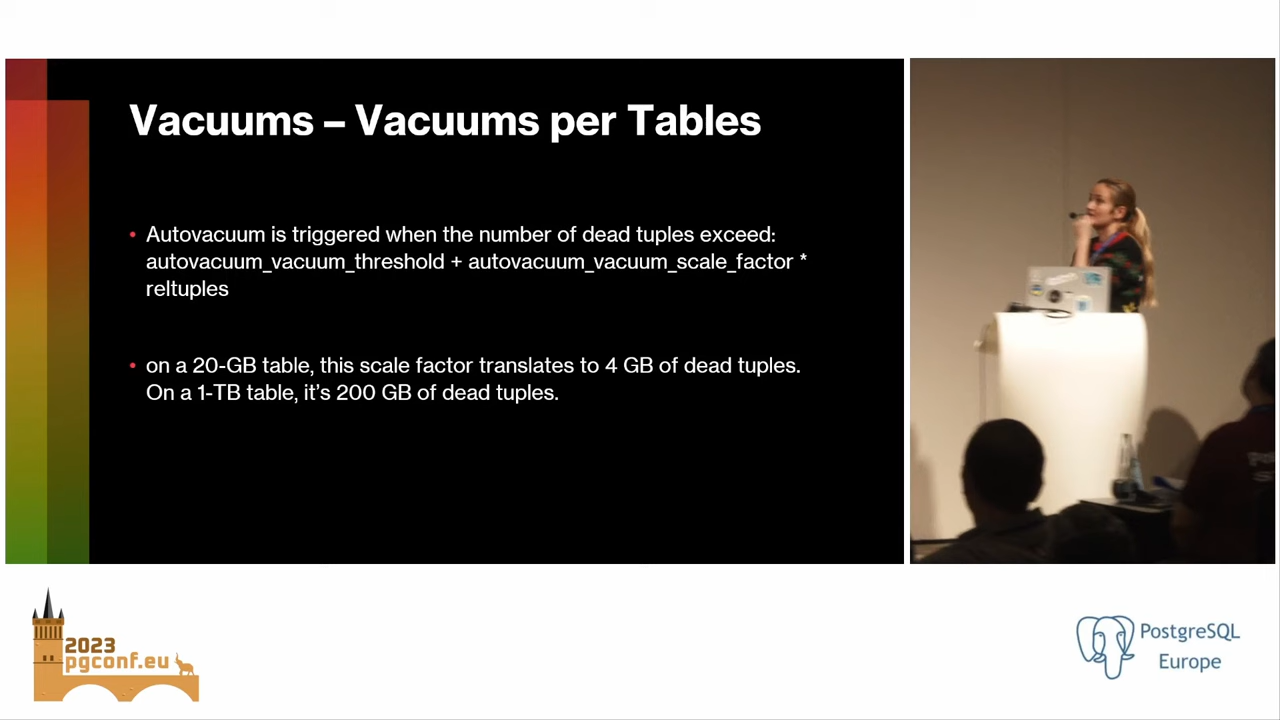 Vacuums – Vacuums per Tables
• Autovacuum is triggered when the number of dead tuples exceed:
autovacuum_vacuum_threshold + autovacuum_vacuum_scale_factor *
reltuples
• on a 20-GB table, this scale factor translates to 4 GB of dead tuples.
On a 1-TB table, it’s 200 GB of dead tuples.
2023
pgconf.eu
PostgreSQL
Europe